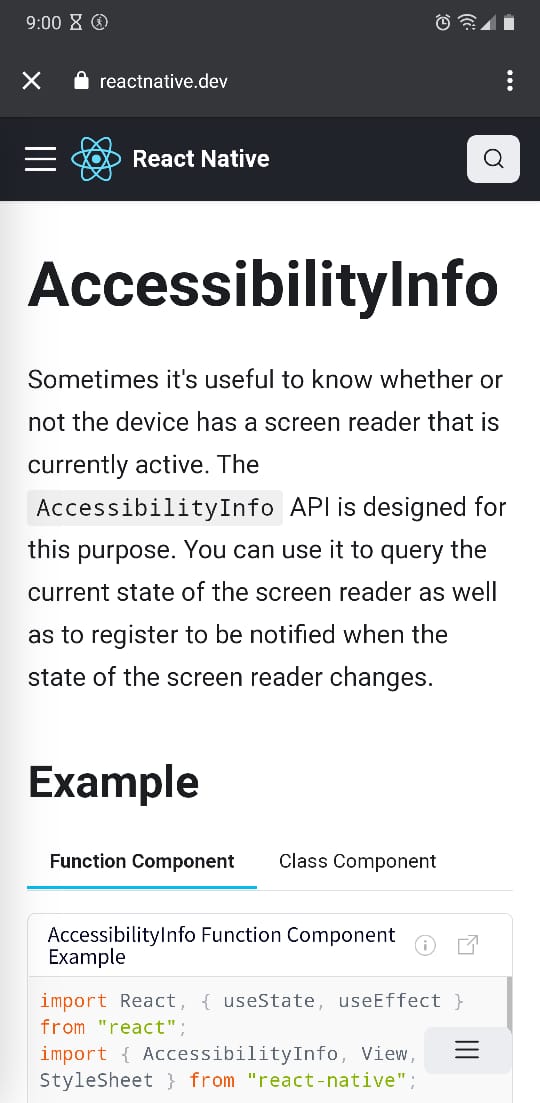 9:00
reactnative.dev
React Native
AccessibilityInfo
Sometimes it's useful to know whether or
not the device has a screen reader that is
currently active. The
AccessibilityInfo API is designed for
this purpose. You can use it to query the
current state of the screen reader as well
as to register to be notified when the
state of the screen reader changes.
Example
Function Component Class Component
AccessibilityInfo Function Component
Example
import React, { useState, useEffect }
from "react";
import { AccessibilityInfo, View,
StyleSheet } from "react-native";